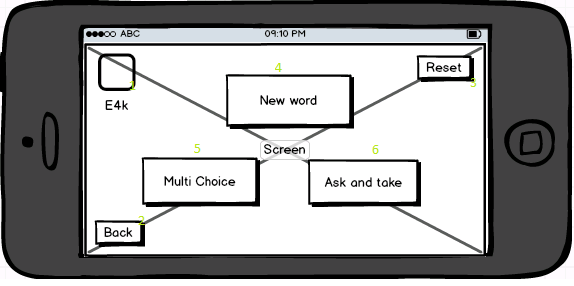 ABC 09:10 PM
Reset
3
1
E4k
4
New word
Screen
5
Multi Choice
6
Ask and take
2
Back